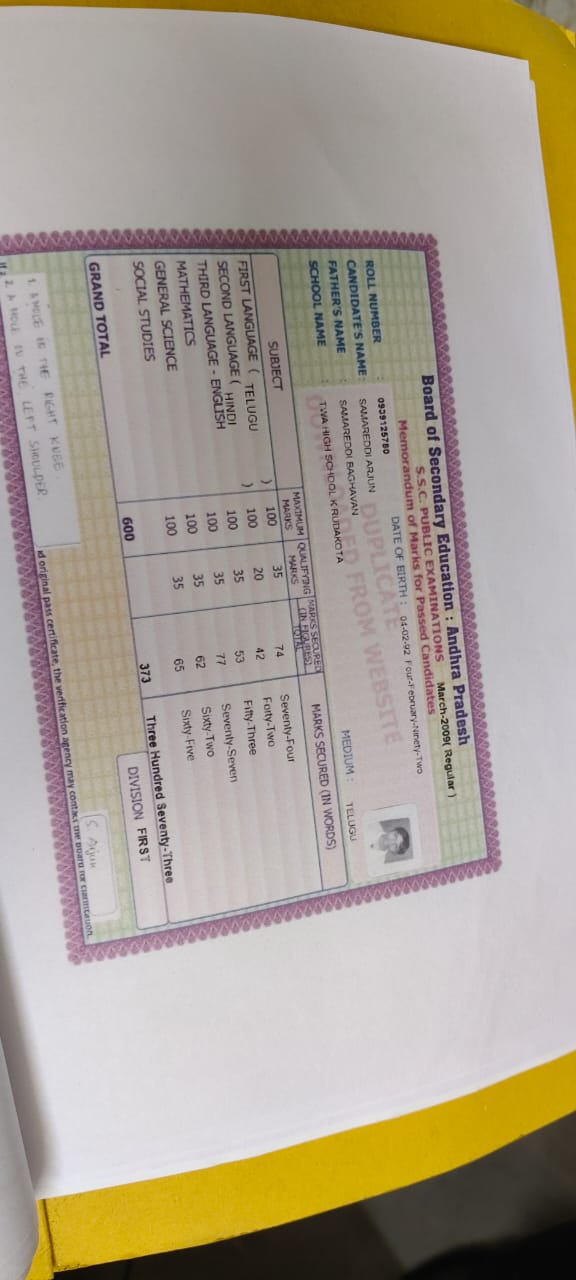 Board of Secondary Education : Andhra Pradesh
S.S.C. PUBLIC EXAMINATIONS March-2009( Regular )
Memorandum of Marks for Passed Candidates
ROLL NUMBER : 0939125780 DATE OF BIRTH : 04-02-92 Four-February-Ninety-Two
CANDIDATE'S NAME : SAMAREDDI ARJUN
FATHER'S NAME : SAMAREDDI BAGHAVAN MEDIUM : TELUGU
SCHOOL NAME : TWA HIGH SCHOOL K RUDAKOTA
DUPLICATE
DOWNLOADED FROM WEBSITE
SUBJECT MAXIMUM MARKS QUALIFYING MARKS MARKS SECURED (IN FIGURES) TOTAL MARKS SECURED (IN WORDS)
FIRST LANGUAGE ( TELUGU ) 100 35 74 Seventy-Four
SECOND LANGUAGE ( HINDI ) 100 20 42 Forty-Two
THIRD LANGUAGE - ENGLISH 100 35 53 Fifty-Three
MATHEMATICS 100 35 77 Seventy-Seven
GENERAL SCIENCE 100 35 62 Sixty-Two
SOCIAL STUDIES 100 35 65 Sixty-Five
GRAND TOTAL 600 373 Three Hundred Seventy-Three
DIVISION FIRST
1. A MOLE IN THE RIGHT KNEE
2. A MOLE IN THE LEFT SHOULDER
S. Arjun
If a
d original pass certificate, the verification agency may contact the Board for clarification.